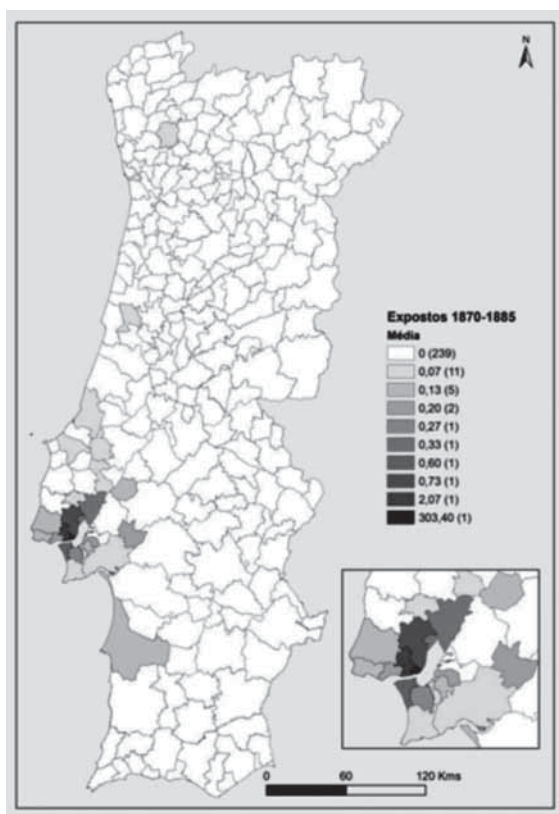 N
Expostos 1870-1885
Média
0 (239)
0,07 (11)
0,13 (5)
0,20 (2)
0,27 (1)
0,33 (1)
0,60 (1)
0,73 (1)
2,07 (1)
303,40 (1)
0 60 120 Kms